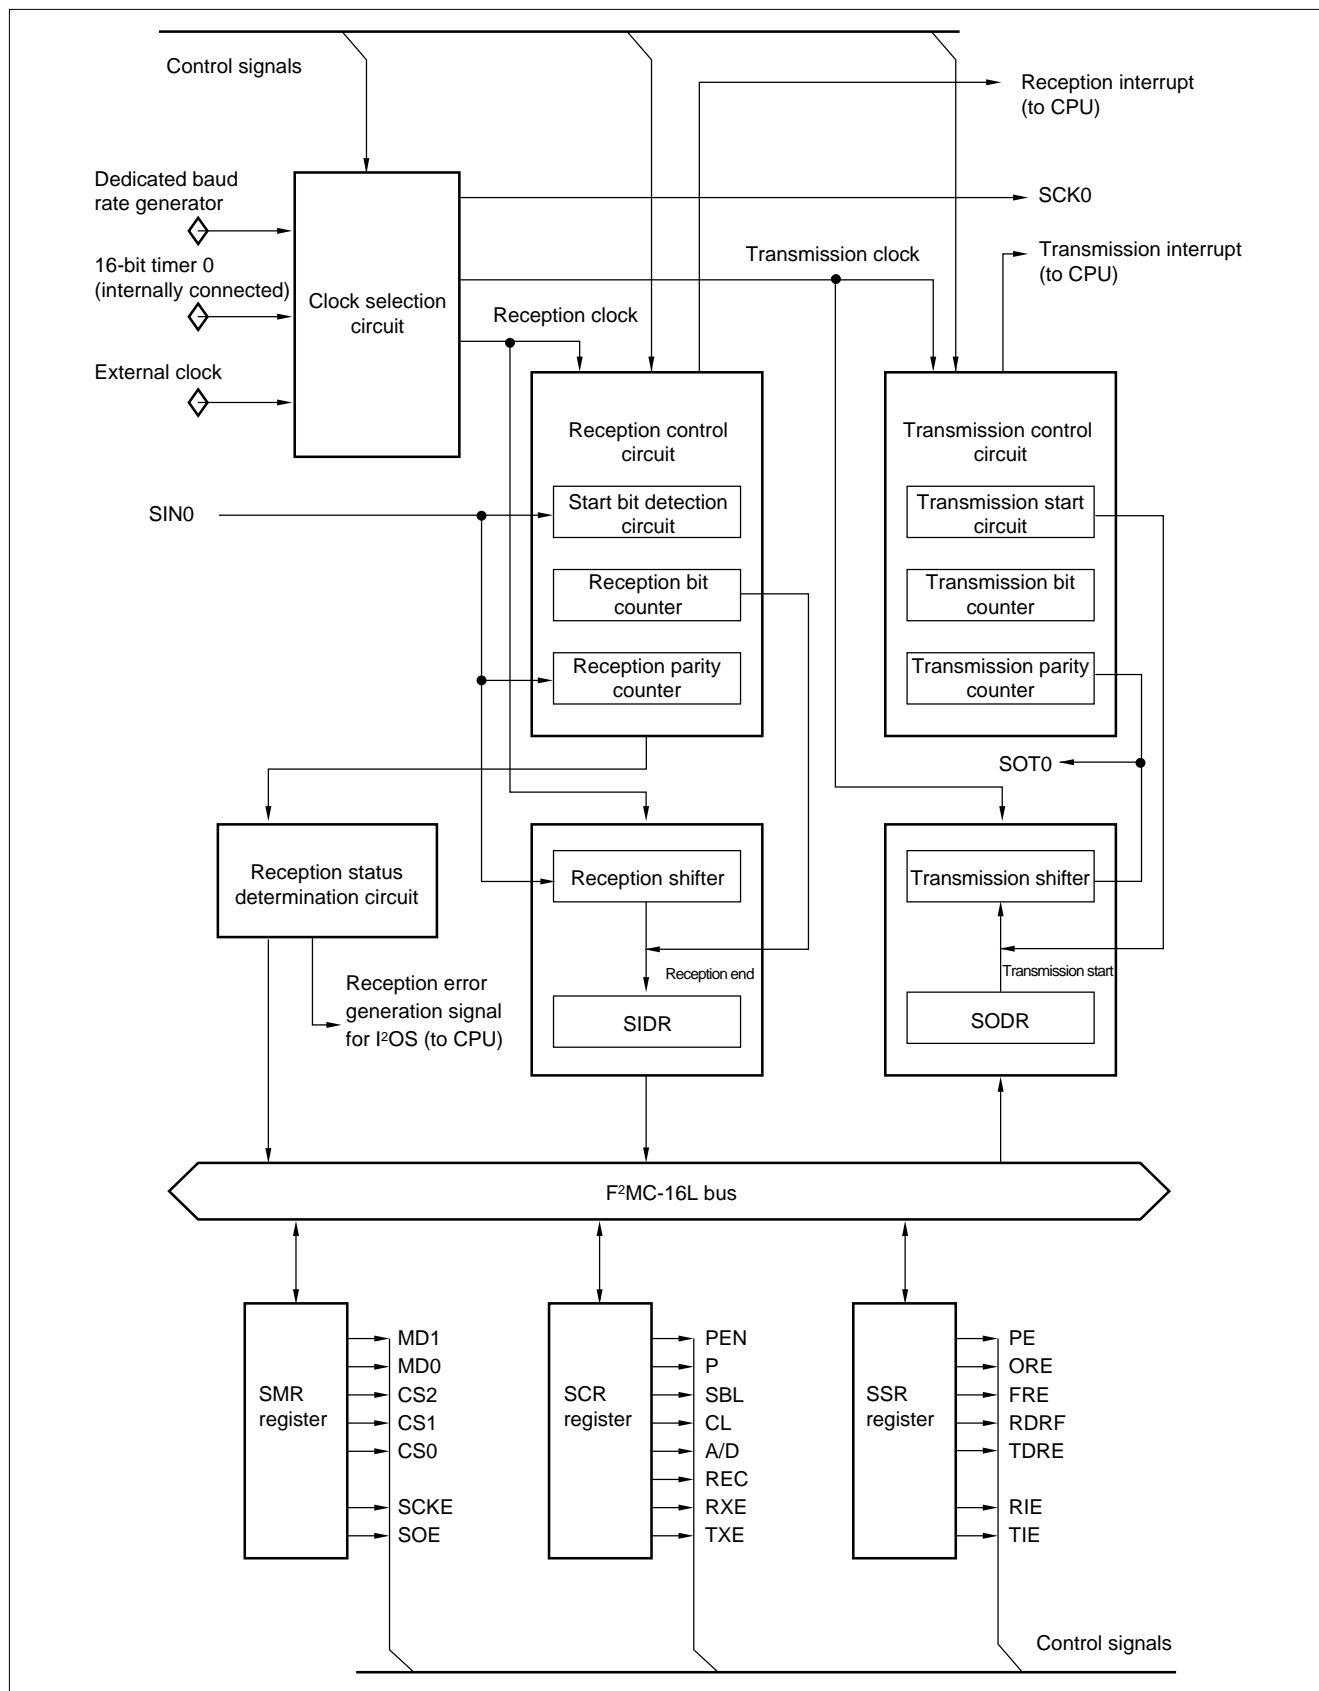 Control signals
Reception interrupt
(to CPU)
Dedicated baud
rate generator
SCK0
16-bit timer 0
(internally connected)
Transmission clock
Transmission interrupt
(to CPU)
Clock selection
circuit
Reception clock
External clock
Reception control
circuit
Transmission control
circuit
SIN0
Start bit detection
circuit
Transmission start
circuit
Reception bit
counter
Transmission bit
counter
Reception parity
counter
Transmission parity
counter
SOT0
Reception status
determination circuit
Reception shifter
Transmission shifter
Reception end
Transmission start
Reception error
generation signal
for I²OS (to CPU)
SIDR
SODR
F²MC-16L bus
SMR
register
MD1
MD0
CS2
CS1
CS0
SCKE
SOE
SCR
register
PEN
P
SBL
CL
A/D
REC
RXE
TXE
SSR
register
PE
ORE
FRE
RDRF
TDRE
RIE
TIE
Control signals